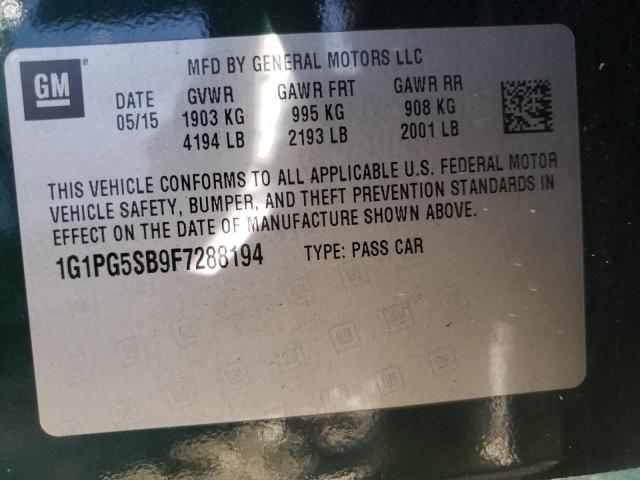 GM
MFD BY GENERAL MOTORS LLC
DATE GVWR GAWR FRT GAWR RR
05/15 1903 KG 995 KG 908 KG
4194 LB 2193 LB 2001 LB
THIS VEHICLE CONFORMS TO ALL APPLICABLE U.S. FEDERAL MOTOR
VEHICLE SAFETY, BUMPER, AND THEFT PREVENTION STANDARDS IN
EFFECT ON THE DATE OF MANUFACTURE SHOWN ABOVE.
1G1PG5SB9F7288194 TYPE: PASS CAR